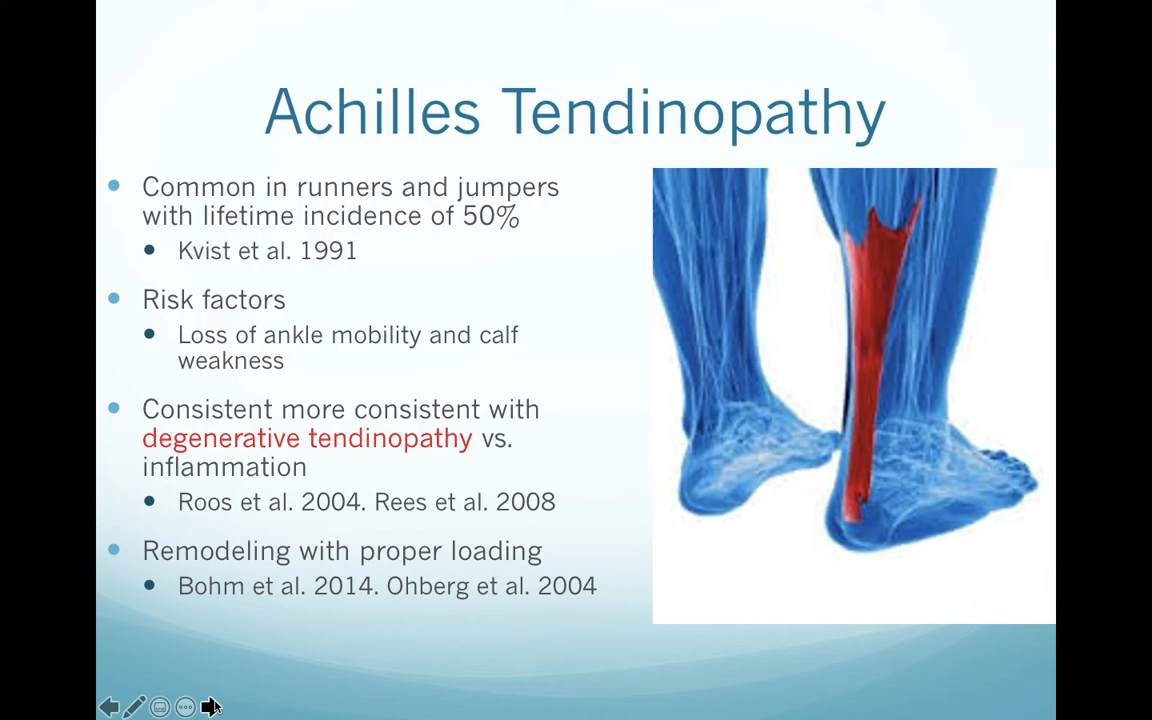 Achilles Tendinopathy
Common in runners and jumpers
with lifetime incidence of 50%
Kvist et al. 1991
Risk factors
Loss of ankle mobility and calf
weakness
Consistent more consistent with
degenerative tendinopathy vs.
inflammation
Roos et al. 2004. Rees et al. 2008
Remodeling with proper loading
Bohm et al. 2014. Ohberg et al. 2004